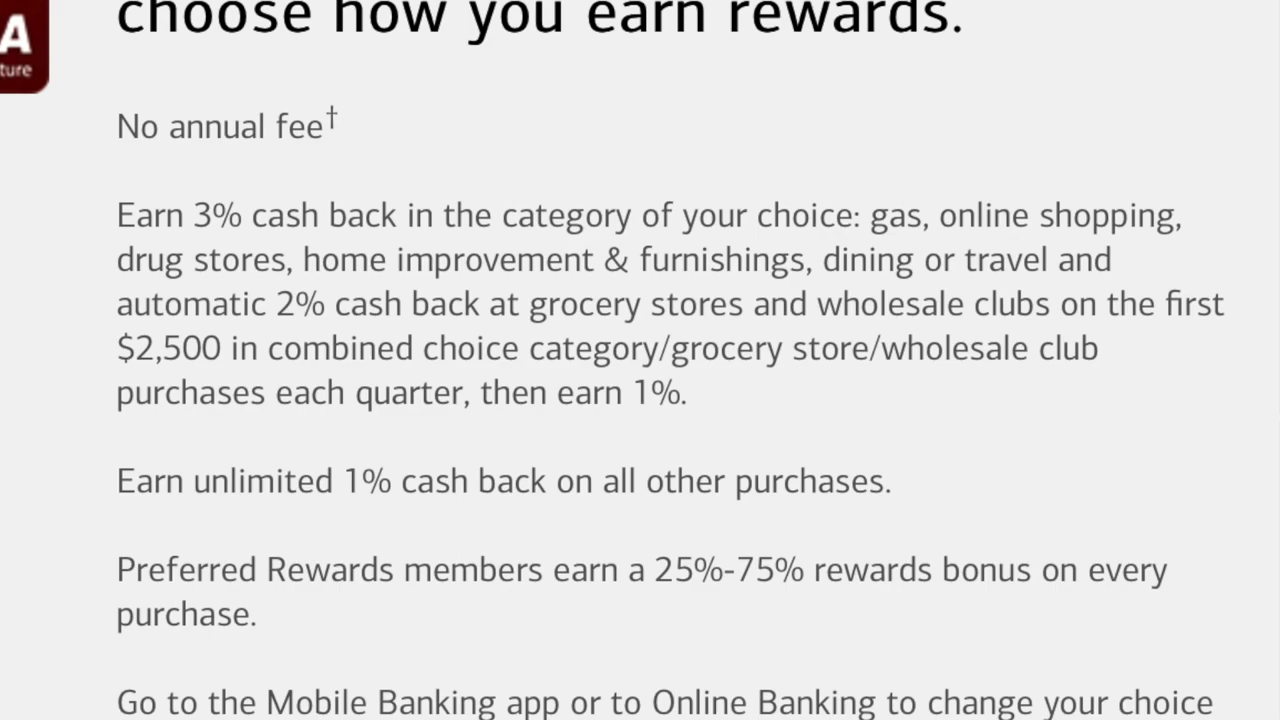 choose how you earn rewards.
A
ture
No annual fee†
Earn 3% cash back in the category of your choice: gas, online shopping,
drug stores, home improvement & furnishings, dining or travel and
automatic 2% cash back at grocery stores and wholesale clubs on the first
$2,500 in combined choice category/grocery store/wholesale club
purchases each quarter, then earn 1%.
Earn unlimited 1% cash back on all other purchases.
Preferred Rewards members earn a 25%-75% rewards bonus on every
purchase.
Go to the Mobile Banking app or to Online Banking to change your choice